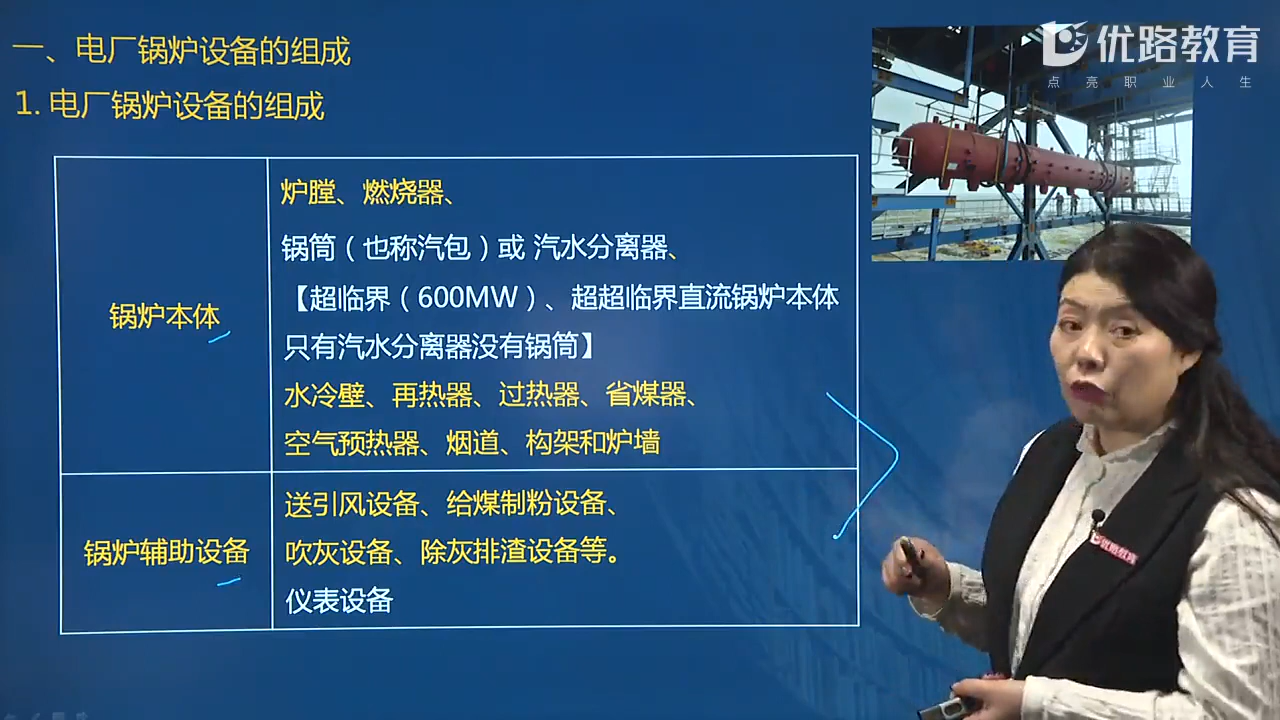 一、电厂锅炉设备的组成
1. 电厂锅炉设备的组成
优路教育
点亮职业人生
锅炉本体
炉膛、燃烧器、
锅筒（也称汽包）或 汽水分离器、
【超临界（600MW）、超超临界直流锅炉本体
只有汽水分离器没有锅筒】
水冷壁、再热器、过热器、省煤器、
空气预热器、烟道、构架和炉墙
锅炉辅助设备
送引风设备、给煤制粉设备、
吹灰设备、除灰排渣设备等。
仪表设备
优路教育